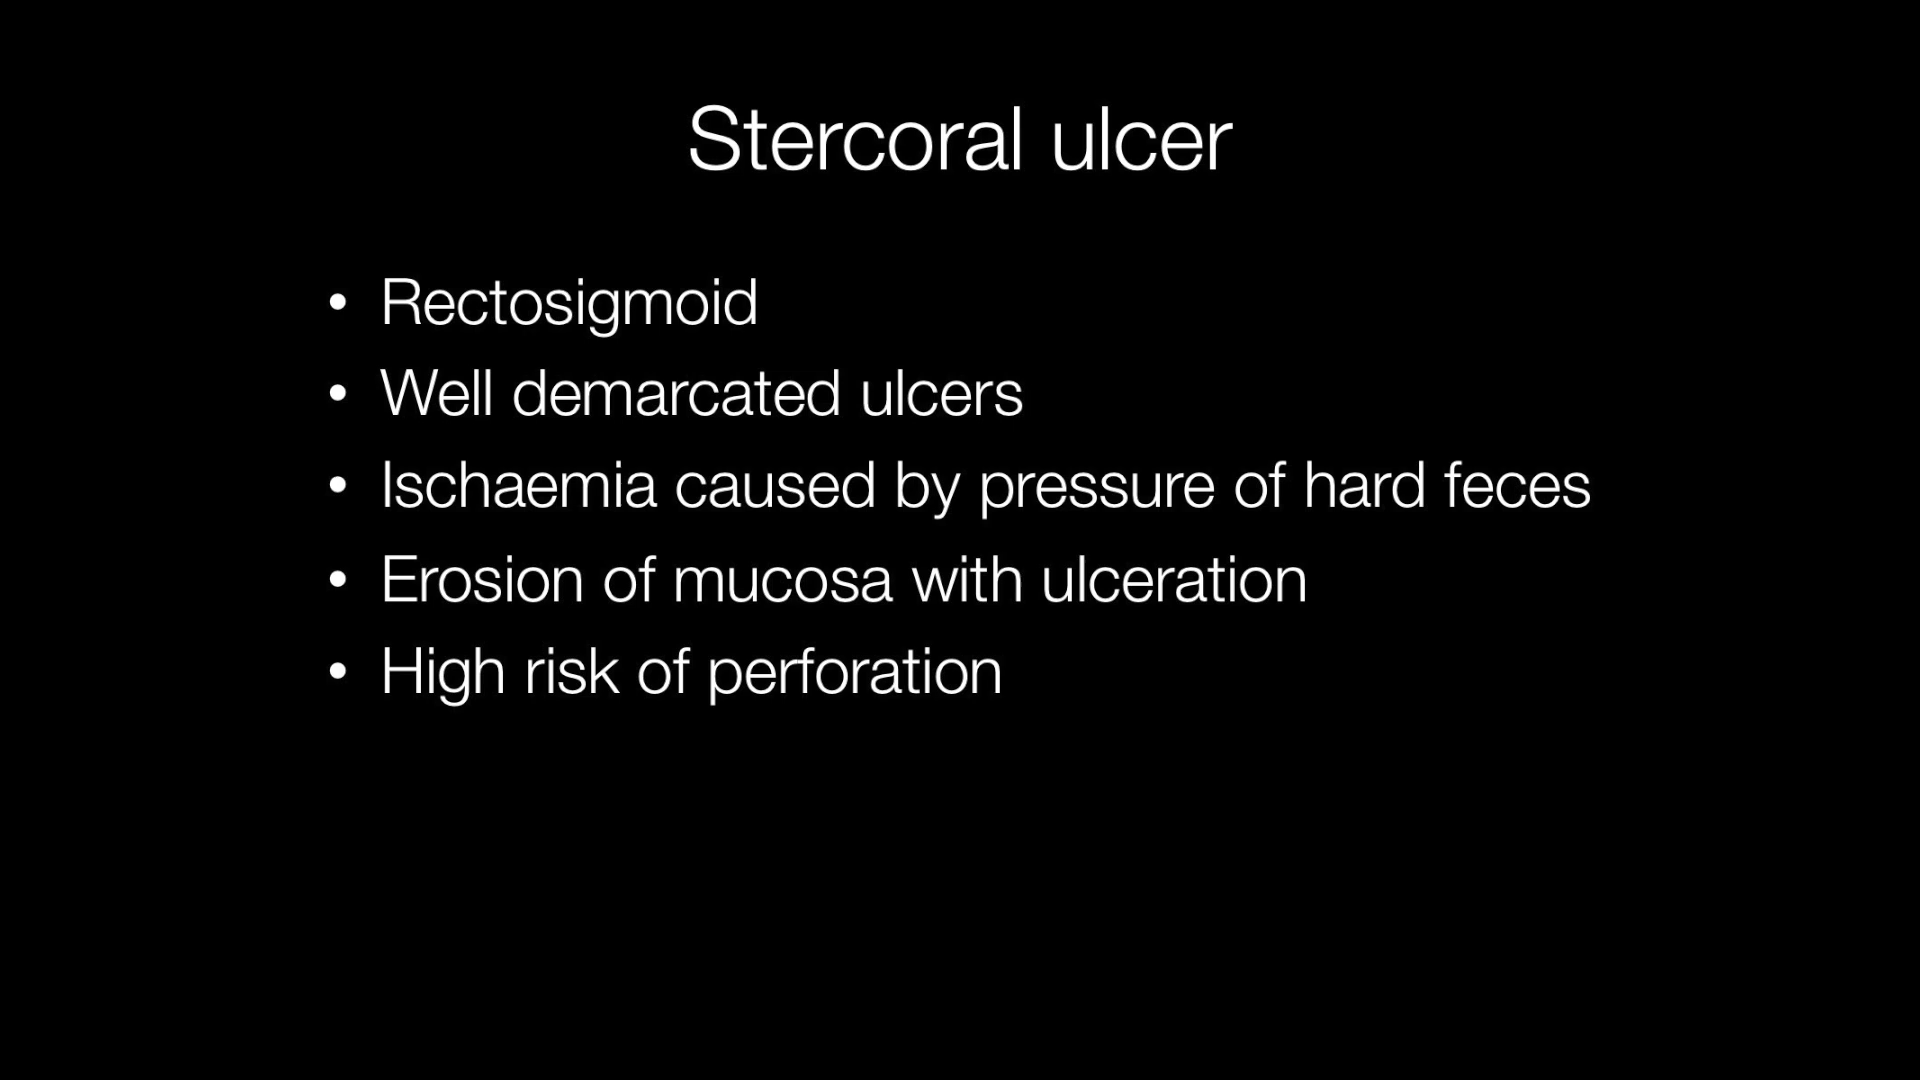 Stercoral ulcer
• Rectosigmoid
• Well demarcated ulcers
• Ischaemia caused by pressure of hard feces
• Erosion of mucosa with ulceration
• High risk of perforation